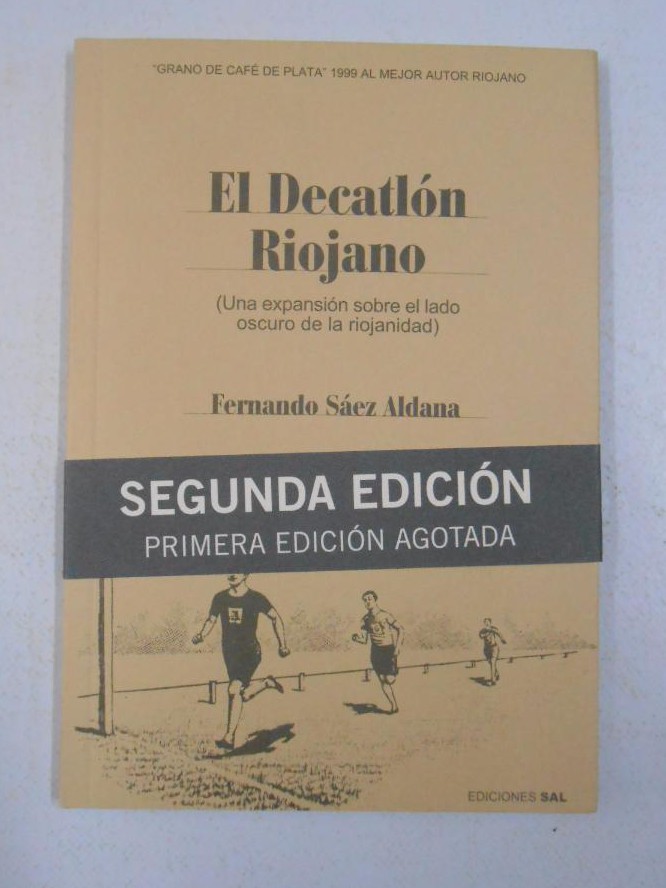 "GRANO DE CAFÉ DE PLATA" 1999 AL MEJOR AUTOR RIOJANO
El Decatlón
Riojano
(Una expansión sobre el lado
oscuro de la riojanidad)
Fernando Sáez Aldana
SEGUNDA EDICIÓN
PRIMERA EDICIÓN AGOTADA
EDICIONES SAL